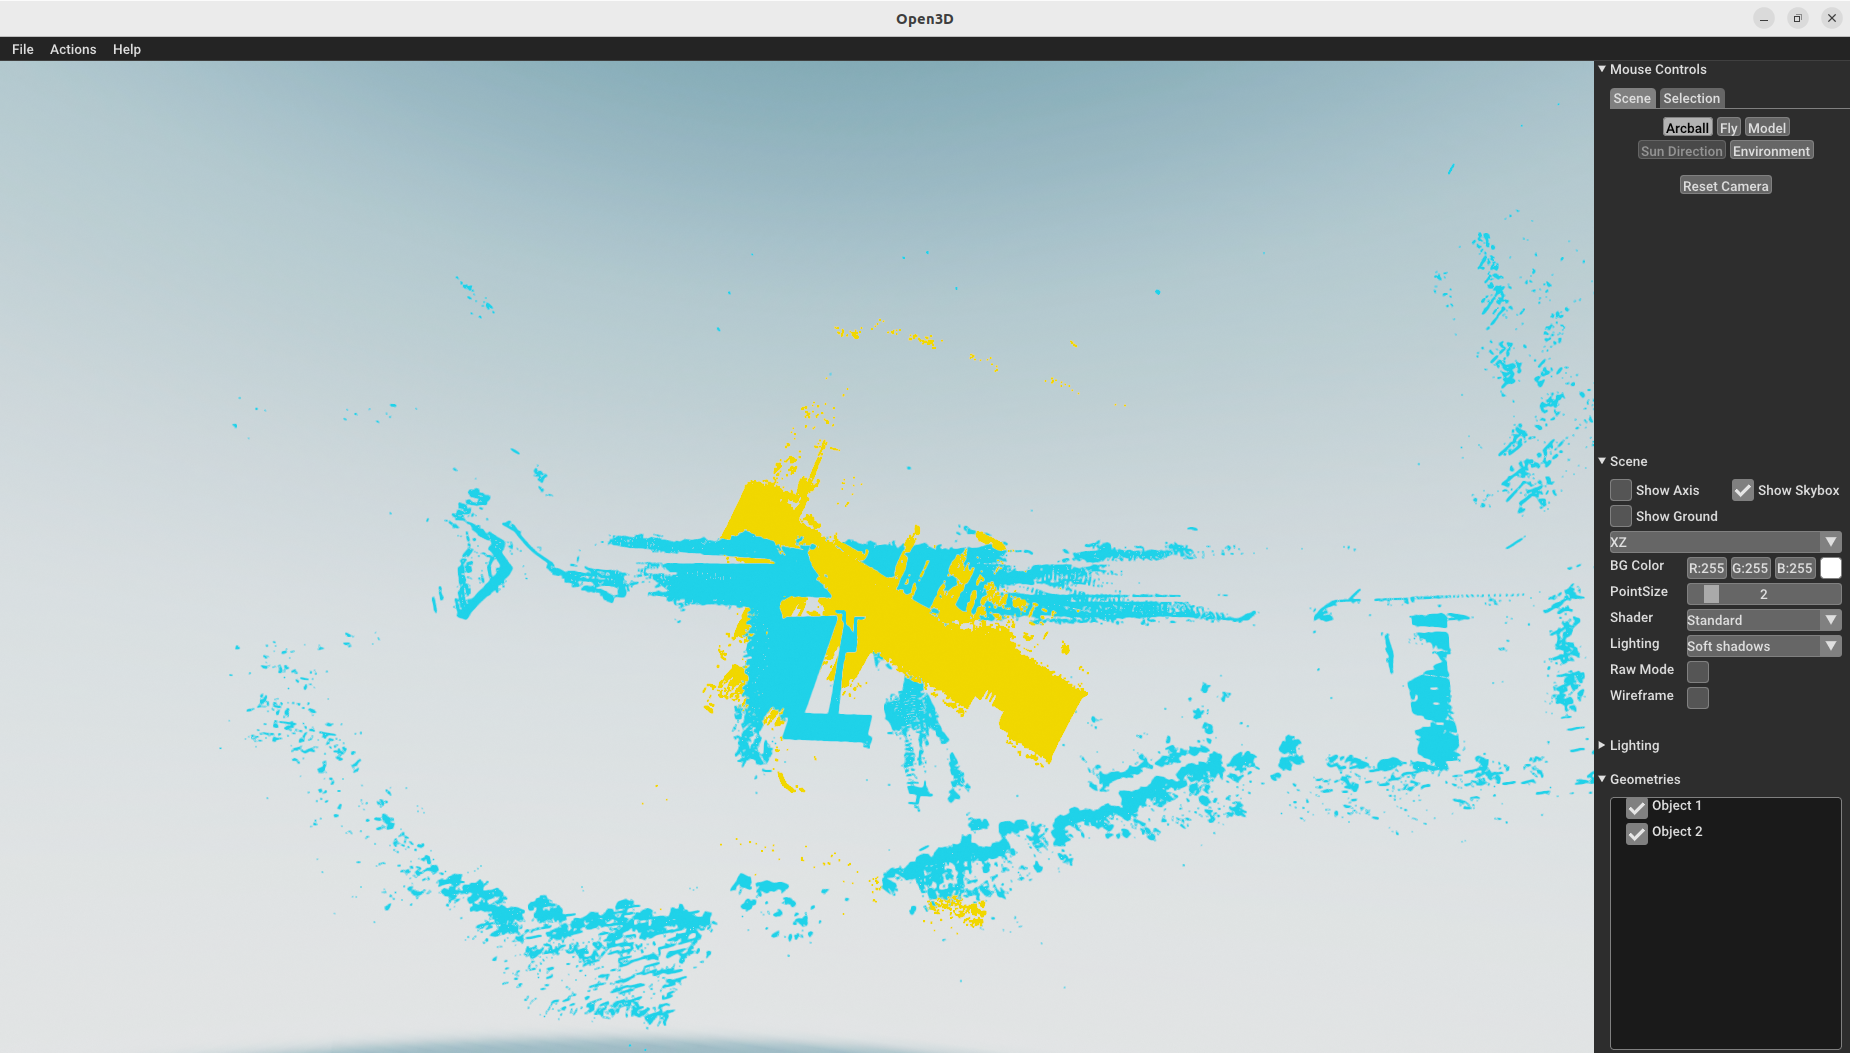 Open3D
File Actions Help
Mouse Controls
Scene Selection
Arcball Fly Model
Sun Direction Environment
Reset Camera
Scene
Show Axis Show Skybox
Show Ground
XZ
BG Color R:255 G:255 B:255
PointSize 2
Shader Standard
Lighting Soft shadows
Raw Mode
Wireframe
Lighting
Geometries
Object 1
Object 2